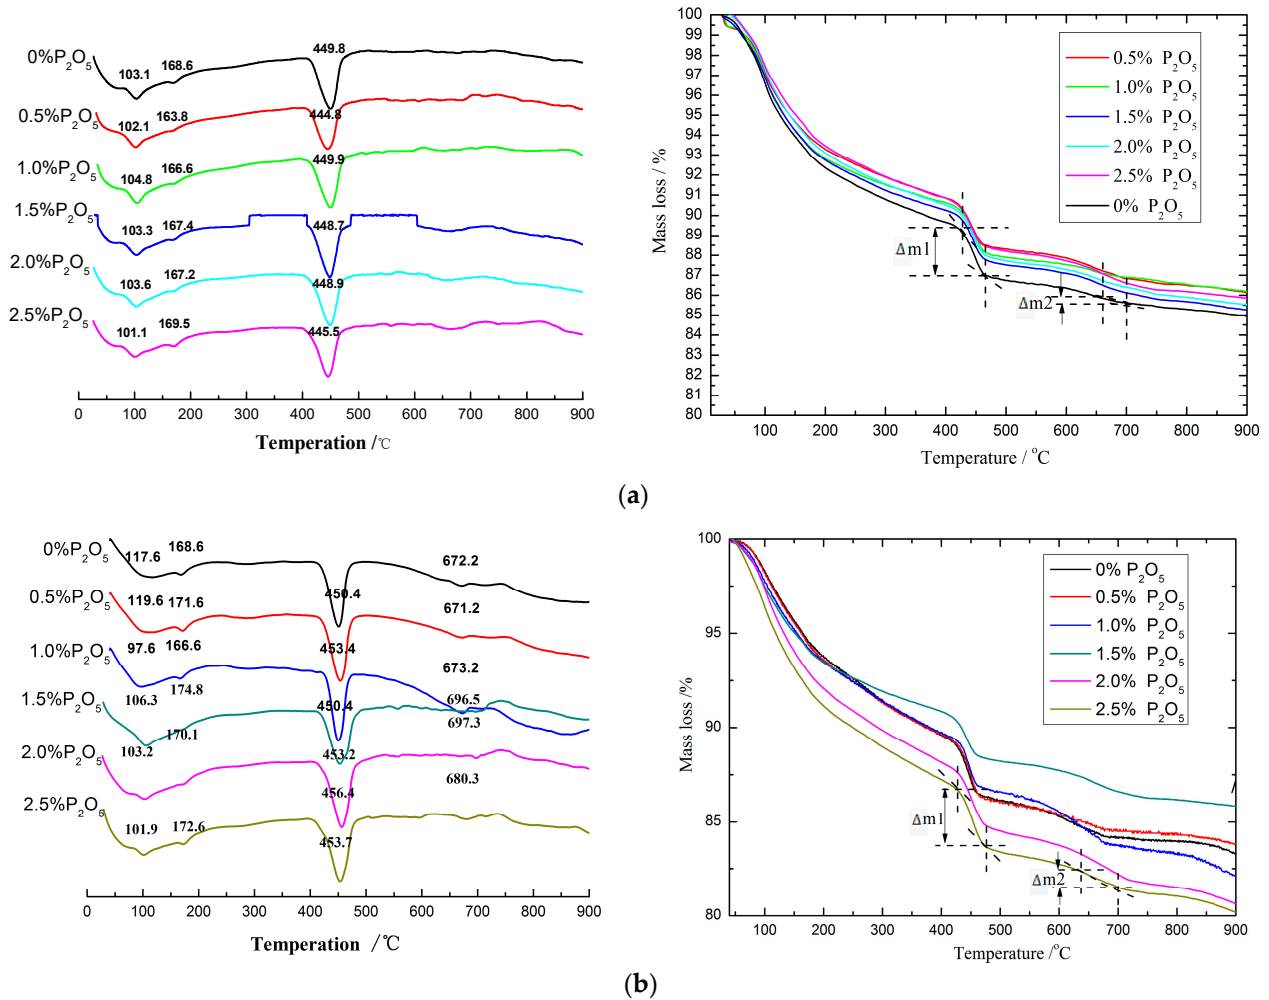 0%P2O5
103.1
168.6
449.8
0.5%P2O5
102.1
163.8
444.8
1.0%P2O5
104.8
166.6
449.9
1.5%P2O5
103.3
167.4
448.7
2.0%P2O5
103.6
167.2
448.9
2.5%P2O5
101.1
169.5
445.5
0 100 200 300 400 500 600 700 800 900
Temperation /℃
100
99
98
97
96
95
94
93
92
91
90
89
88
87
86
85
84
83
82
81
80
Mass loss / %
0.5% P2O5
1.0% P2O5
1.5% P2O5
2.0% P2O5
2.5% P2O5
0% P2O5
Δm1
Δm2
100 200 300 400 500 600 700 800 900
Temperature / °C
(a)
0%P2O5
117.6
168.6
450.4
672.2
0.5%P2O5
119.6
171.6
453.4
671.2
1.0%P2O5
97.6
166.6
450.4
673.2
1.5%P2O5
106.3
174.8
453.2
696.5
2.0%P2O5
103.2
170.1
456.4
697.3
2.5%P2O5
101.9
172.6
453.7
680.3
0 100 200 300 400 500 600 700 800 900
Temperation /℃
100
95
90
85
80
Mass loss /%
0% P2O5
0.5% P2O5
1.0% P2O5
1.5% P2O5
2.0% P2O5
2.5% P2O5
Δm1
Δm2
100 200 300 400 500 600 700 800 900
Temperature /°C
(b)